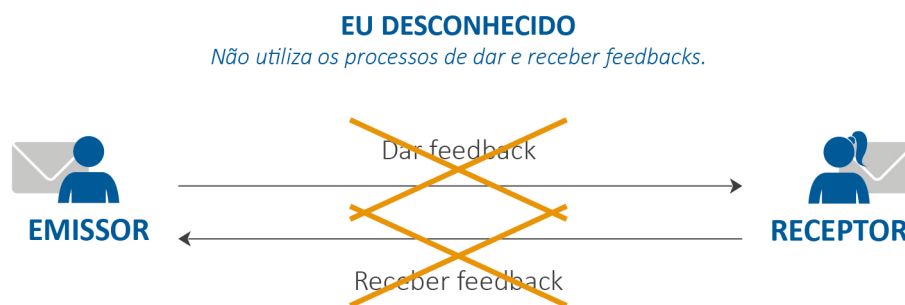 EU DESCONHECIDO
Não utiliza os processos de dar e receber feedbacks.
Dar feedback
EMISSOR
RECEPTOR
Receber feedback